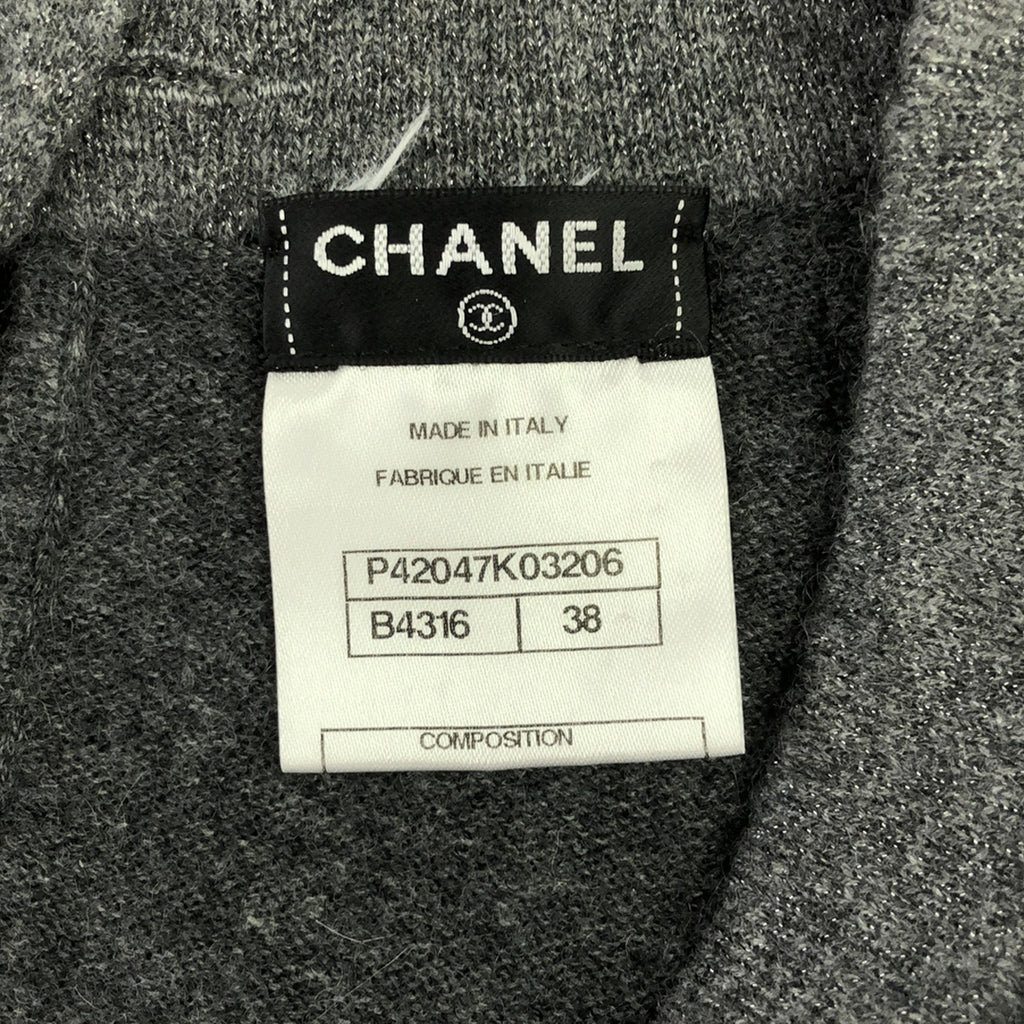 CHANEL
MADE IN ITALY
FABRIQUE EN ITALIE
P42047K03206
B4316 38
COMPOSITION